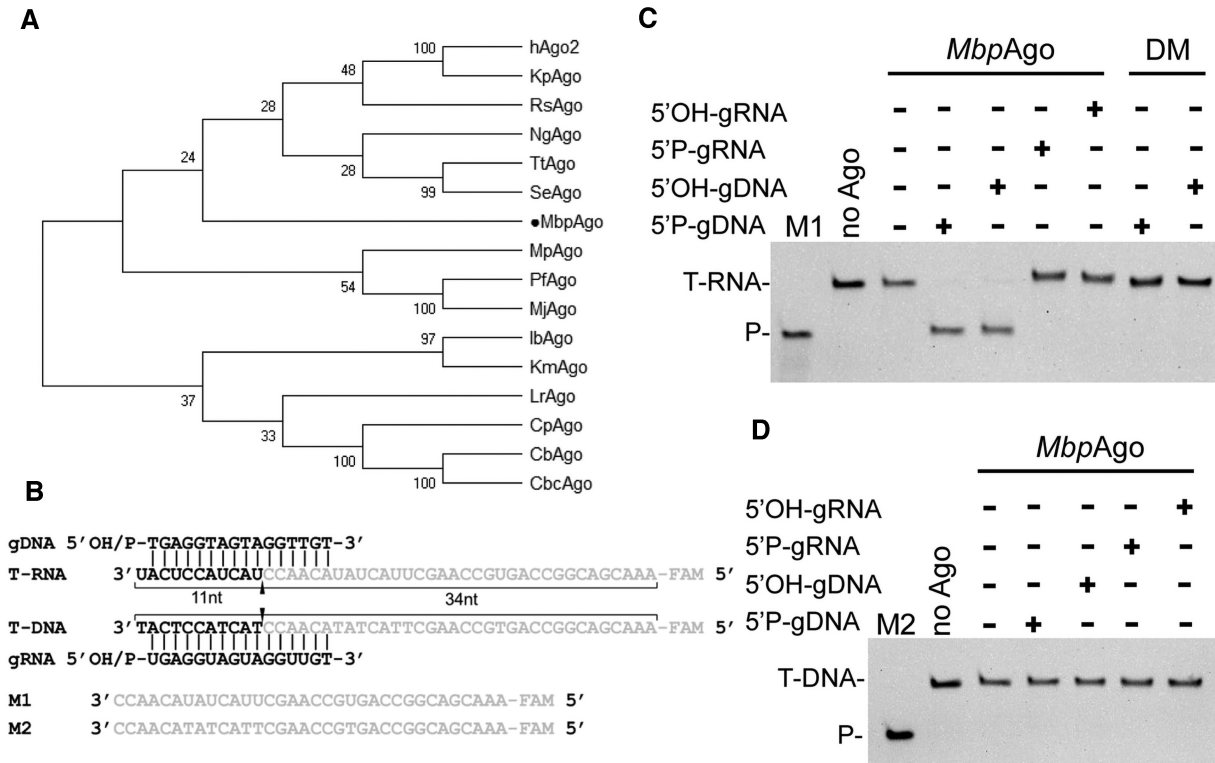 A
hAgo2
100
KpAgo
48
RsAgo
28
NgAgo
24
TtAgo
28
SeAgo
99
MbpAgo
MpAgo
PfAgo
54
MjAgo
100
IbAgo
97
KmAgo
LrAgo
37
CpAgo
33
CbAgo
100
CbcAgo
100
B
gDNA 5'OH/P-TGAGGTAGTAGGTTGT-3'
T-RNA 3'UACUCCAUCAUCCAACAUAUCAUUCGAACCGUGACCGGCAGCAAA-FAM 5'
11nt 34nt
T-DNA 3'TACTCCATCATCCAACATATCATTCGAACCGTGACCGGCAGCAAA-FAM 5'
gRNA 5'OH/P-UGAGGUAGUAGGUUGT-3'
M1 3'CCAACAUAUCAUUCGAACCGUGACCGGCAGCAAA-FAM 5'
M2 3'CCAACATATCATTCGAACCGTGACCGGCAGCAAA-FAM 5'
C
MbpAgo DM
5'OH-gRNA - - - - + - -
5'P-gRNA - - - + - - -
5'OH-gDNA - - + - - - +
5'P-gDNA M1 no Ago - + - - - + -
T-RNA-
P-
D
MbpAgo
5'OH-gRNA - - - - +
5'P-gRNA - - - + -
5'OH-gDNA - - + - -
5'P-gDNA M2 no Ago - + - - -
T-DNA-
P-